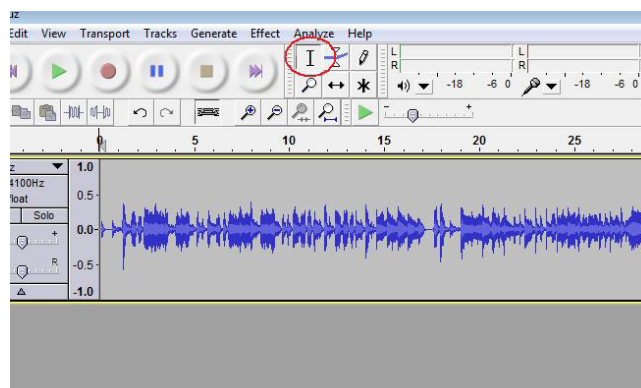 Edit View Transport Tracks Generate Effect Analyze Help
L L
R R
-18 -6 0 -18 -6 0
- +
0 5 10 15 20 25
1.0
4100Hz
0.5
Solo
0.0
- +
-0.5
R
-1.0